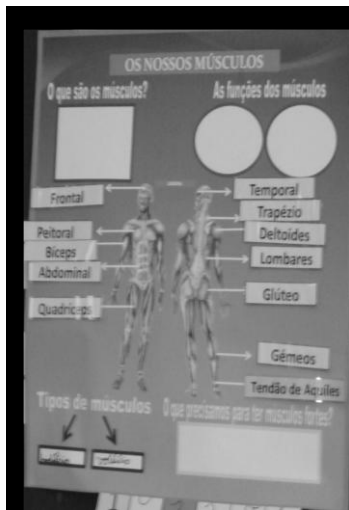 OS NOSSOS MÚSCULOS
O que são os músculos?
As funções dos músculos
Frontal
Peitoral
Bíceps
Abdominal
Quadríceps
Temporal
Trapézio
Deltoides
Lombares
Glúteo
Gémeos
Tendão de Aquiles
Tipos de músculos
O que precisamos para ter músculos fortes?